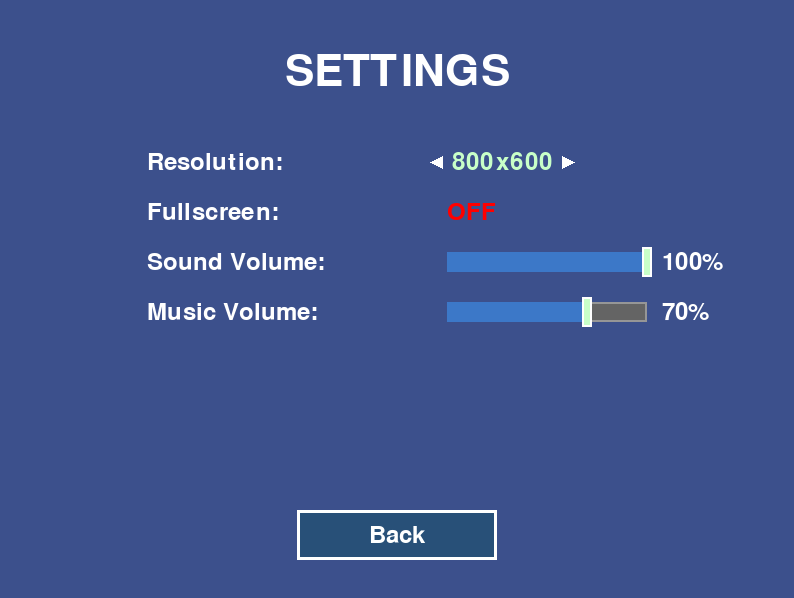 SETTINGS
Resolution: ◄ 800x600 ►
Fullscreen: OFF
Sound Volume: 100%
Music Volume: 70%
Back